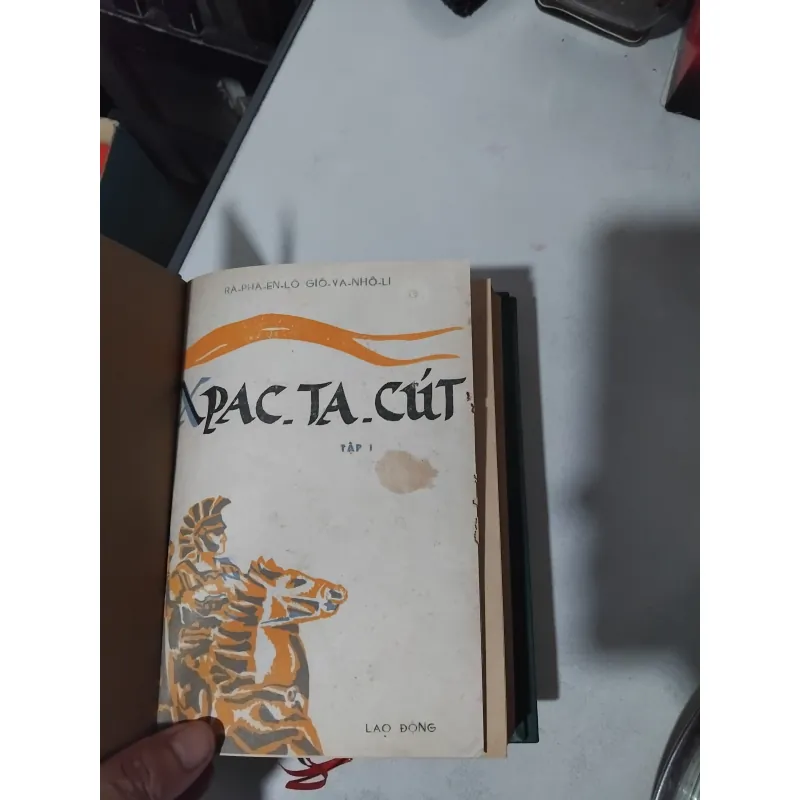 RA-PHA-EN-LÔ GIÔ-VA-NHÔ-LI
XPAC-TA-CÚT
TẬP I
LAO ĐỘNG